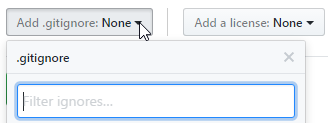 Add .gitignore: None Add a license: None
.gitignore
Filter ignores...